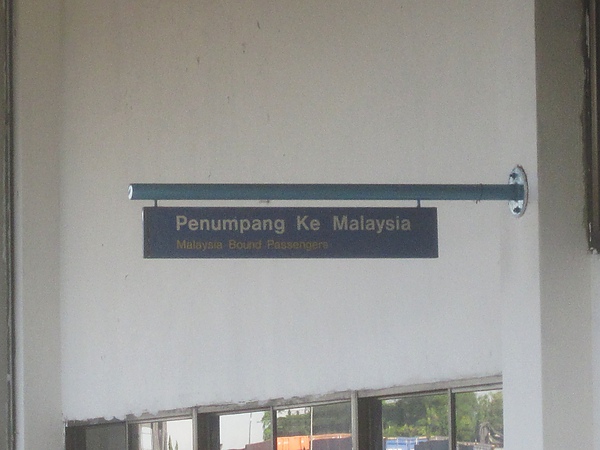 Penumpang Ke Malaysia
Malaysia Bound Passengers